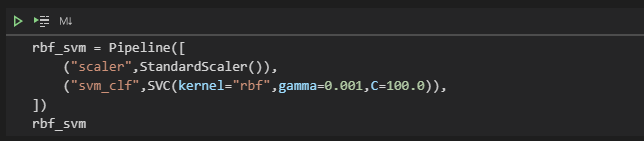 M↓
rbf_svm = Pipeline([
    ("scaler",StandardScaler()),
    ("svm_clf",SVC(kernel="rbf",gamma=0.001,C=100.0)),
])
rbf_svm